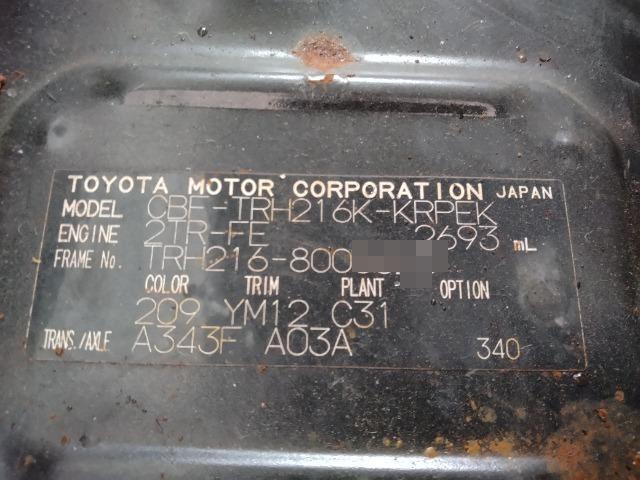 TOYOTA MOTOR CORPORATION JAPAN
MODEL CBF-TRH216K-KRPEK
ENGINE 2TR-FE 2693 mL
FRAME No. TRH216-800
COLOR TRIM PLANT OPTION
209 YM12 C31
TRANS./AXLE A343F A03A 340